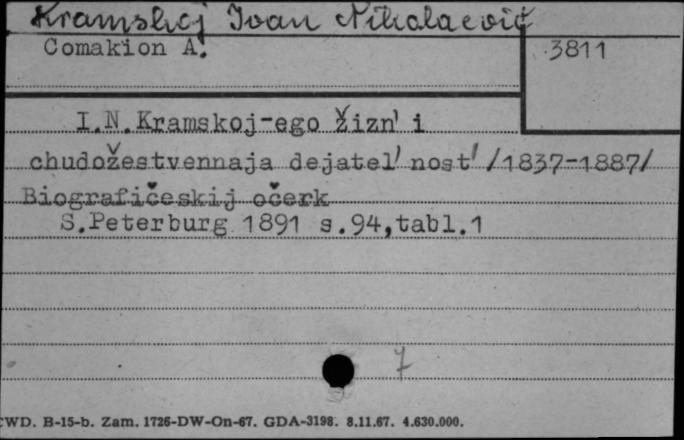 Kramskoj Ivan Nikolaevič
Comakion A.
3811
I.N.Kramskoj-ego žizn' i
chudožestvennaja dejatel'nost' /1837-1887/
Biografičeskij očerk
S.Peterburg 1891 s.94,tabl.1
7
CWD. B-15-b. Zam. 1726-DW-On-67. GDA-3198. 8.11.67. 4.630.000.